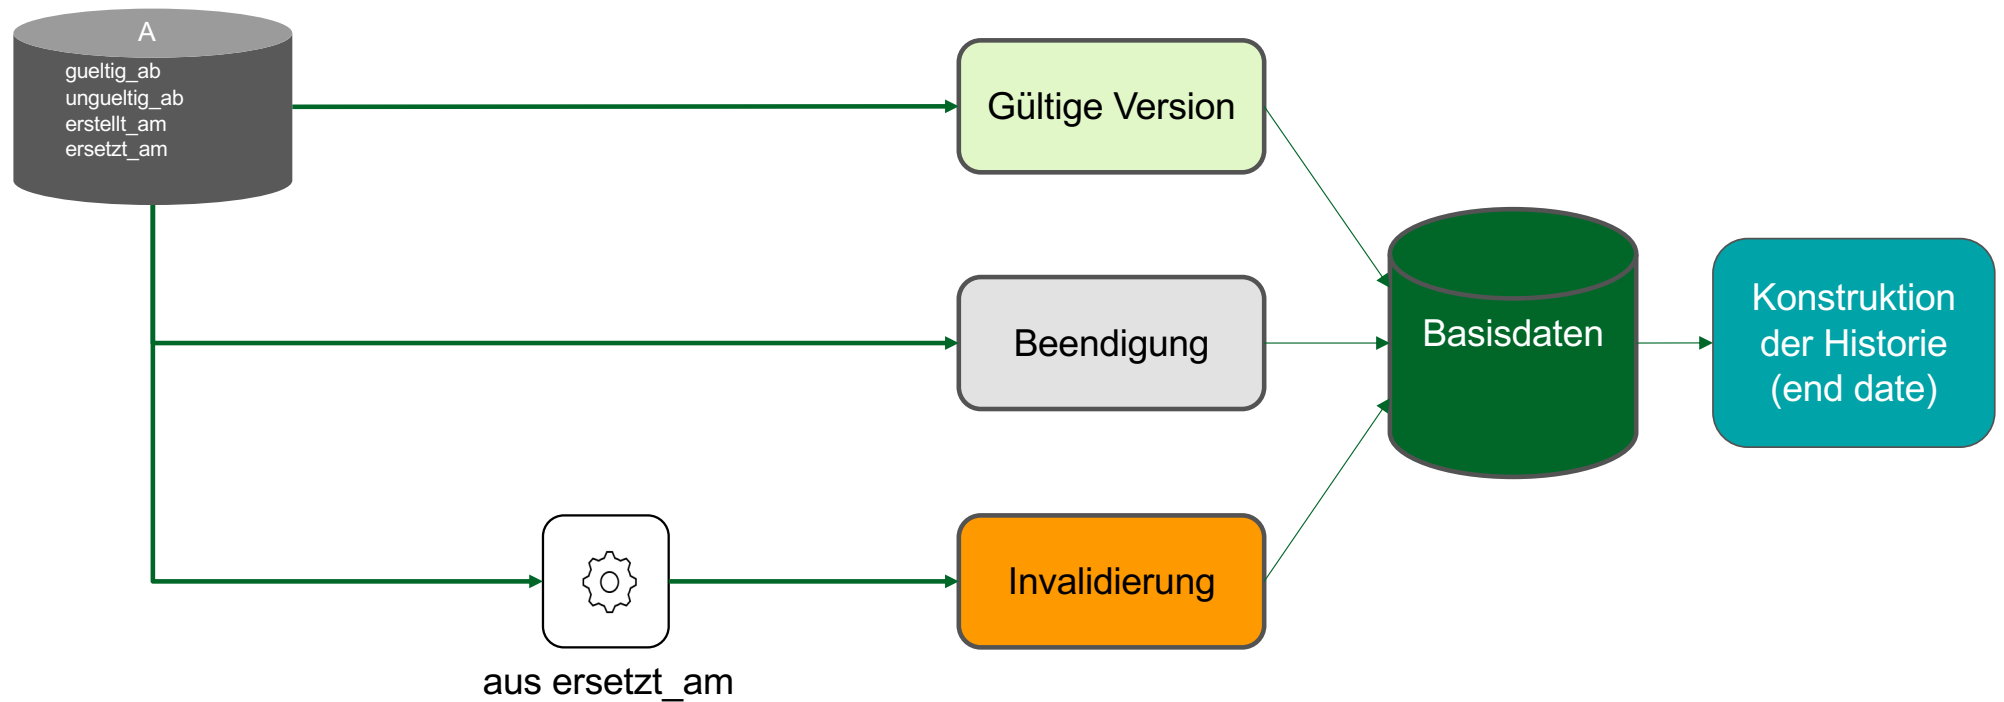 A
gueltig_ab
ungueltig_ab
erstellt_am
ersetzt_am
Gültige Version
Beendigung
Basisdaten
Konstruktion
der Historie
(end date)
Invalidierung
aus ersetzt_am